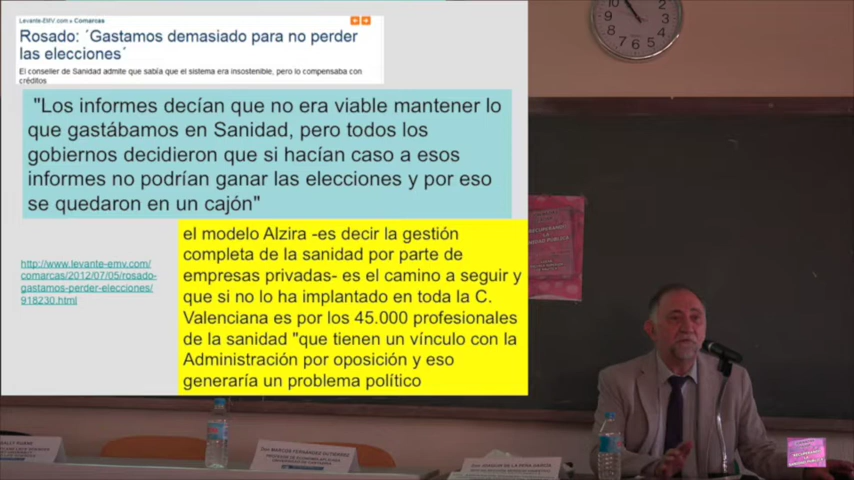 Levante-EMV.com » Comarcas
Rosado: ´Gastamos demasiado para no perder
las elecciones´
El conseller de Sanidad admite que sabía que el sistema era insostenible, pero lo compensaba con
créditos
"Los informes decían que no era viable mantener lo
que gastábamos en Sanidad, pero todos los
gobiernos decidieron que si hacían caso a esos
informes no podrían ganar las elecciones y por eso
se quedaron en un cajón"
el modelo Alzira -es decir la gestión
completa de la sanidad por parte de
empresas privadas- es el camino a seguir y
que si no lo ha implantado en toda la C.
Valenciana es por los 45.000 profesionales
de la sanidad "que tienen un vínculo con la
Administración por oposición y eso
generaría un problema político
http://www.levante-emv.com/
comarcas/2012/07/05/rosado-
gastamos-perder-elecciones/
918230.html
RECUPERANDO
LA
SANIDAD PÚBLICA